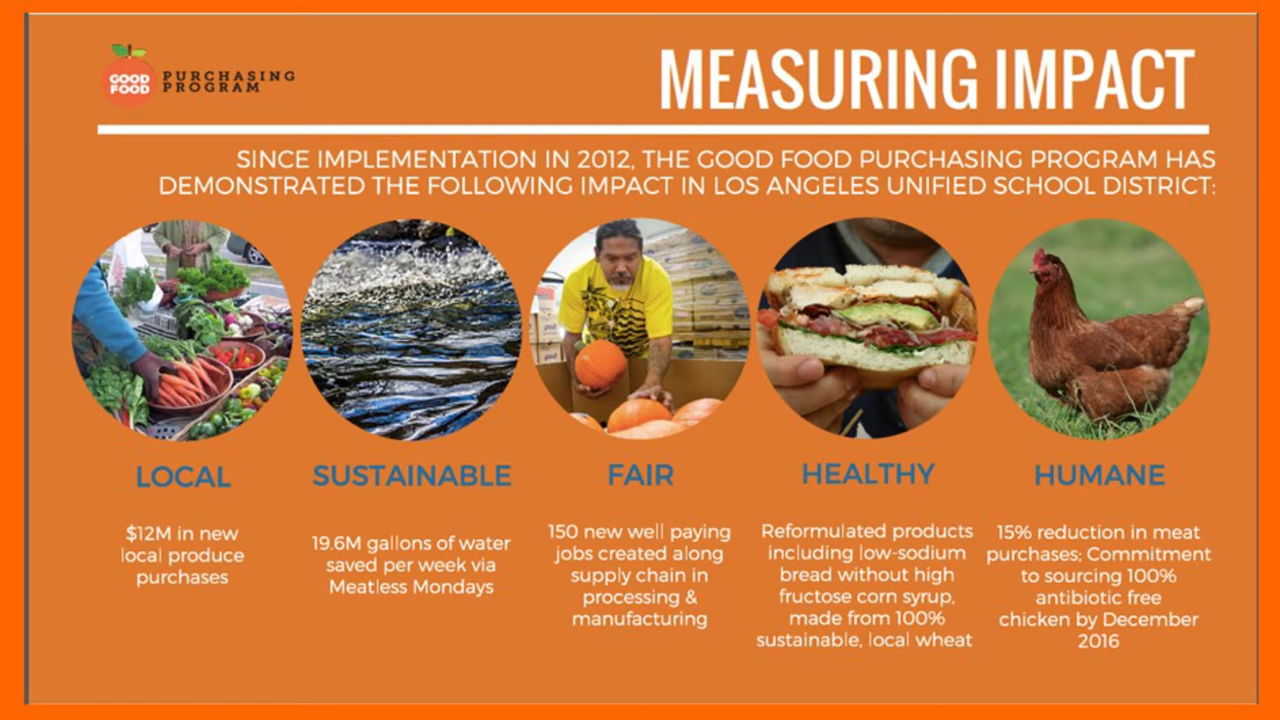 GOOD FOOD
PURCHASING
PROGRAM
MEASURING IMPACT
SINCE IMPLEMENTATION IN 2012, THE GOOD FOOD PURCHASING PROGRAM HAS
DEMONSTRATED THE FOLLOWING IMPACT IN LOS ANGELES UNIFIED SCHOOL DISTRICT:
LOCAL
$12M in new
local produce
purchases
SUSTAINABLE
19.6M gallons of water
saved per week via
Meatless Mondays
FAIR
150 new well paying
jobs created along
supply chain in
processing &
manufacturing
HEALTHY
Reformulated products
including low-sodium
bread without high
fructose corn syrup,
made from 100%
sustainable, local wheat
HUMANE
15% reduction in meat
purchases; Commitment
to sourcing 100%
antibiotic free
chicken by December
2016